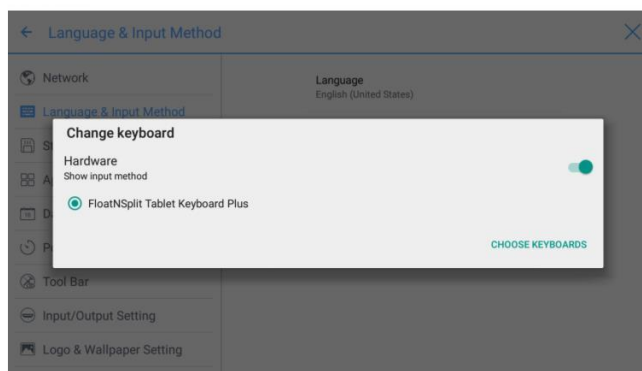 Language & Input Method
Network
Language
English (United States)
Language & Input Method
Change keyboard
Hardware
Show input method
FloatNSplit Tablet Keyboard Plus
CHOOSE KEYBOARDS
Tool Bar
Input/Output Setting
Logo & Wallpaper Setting